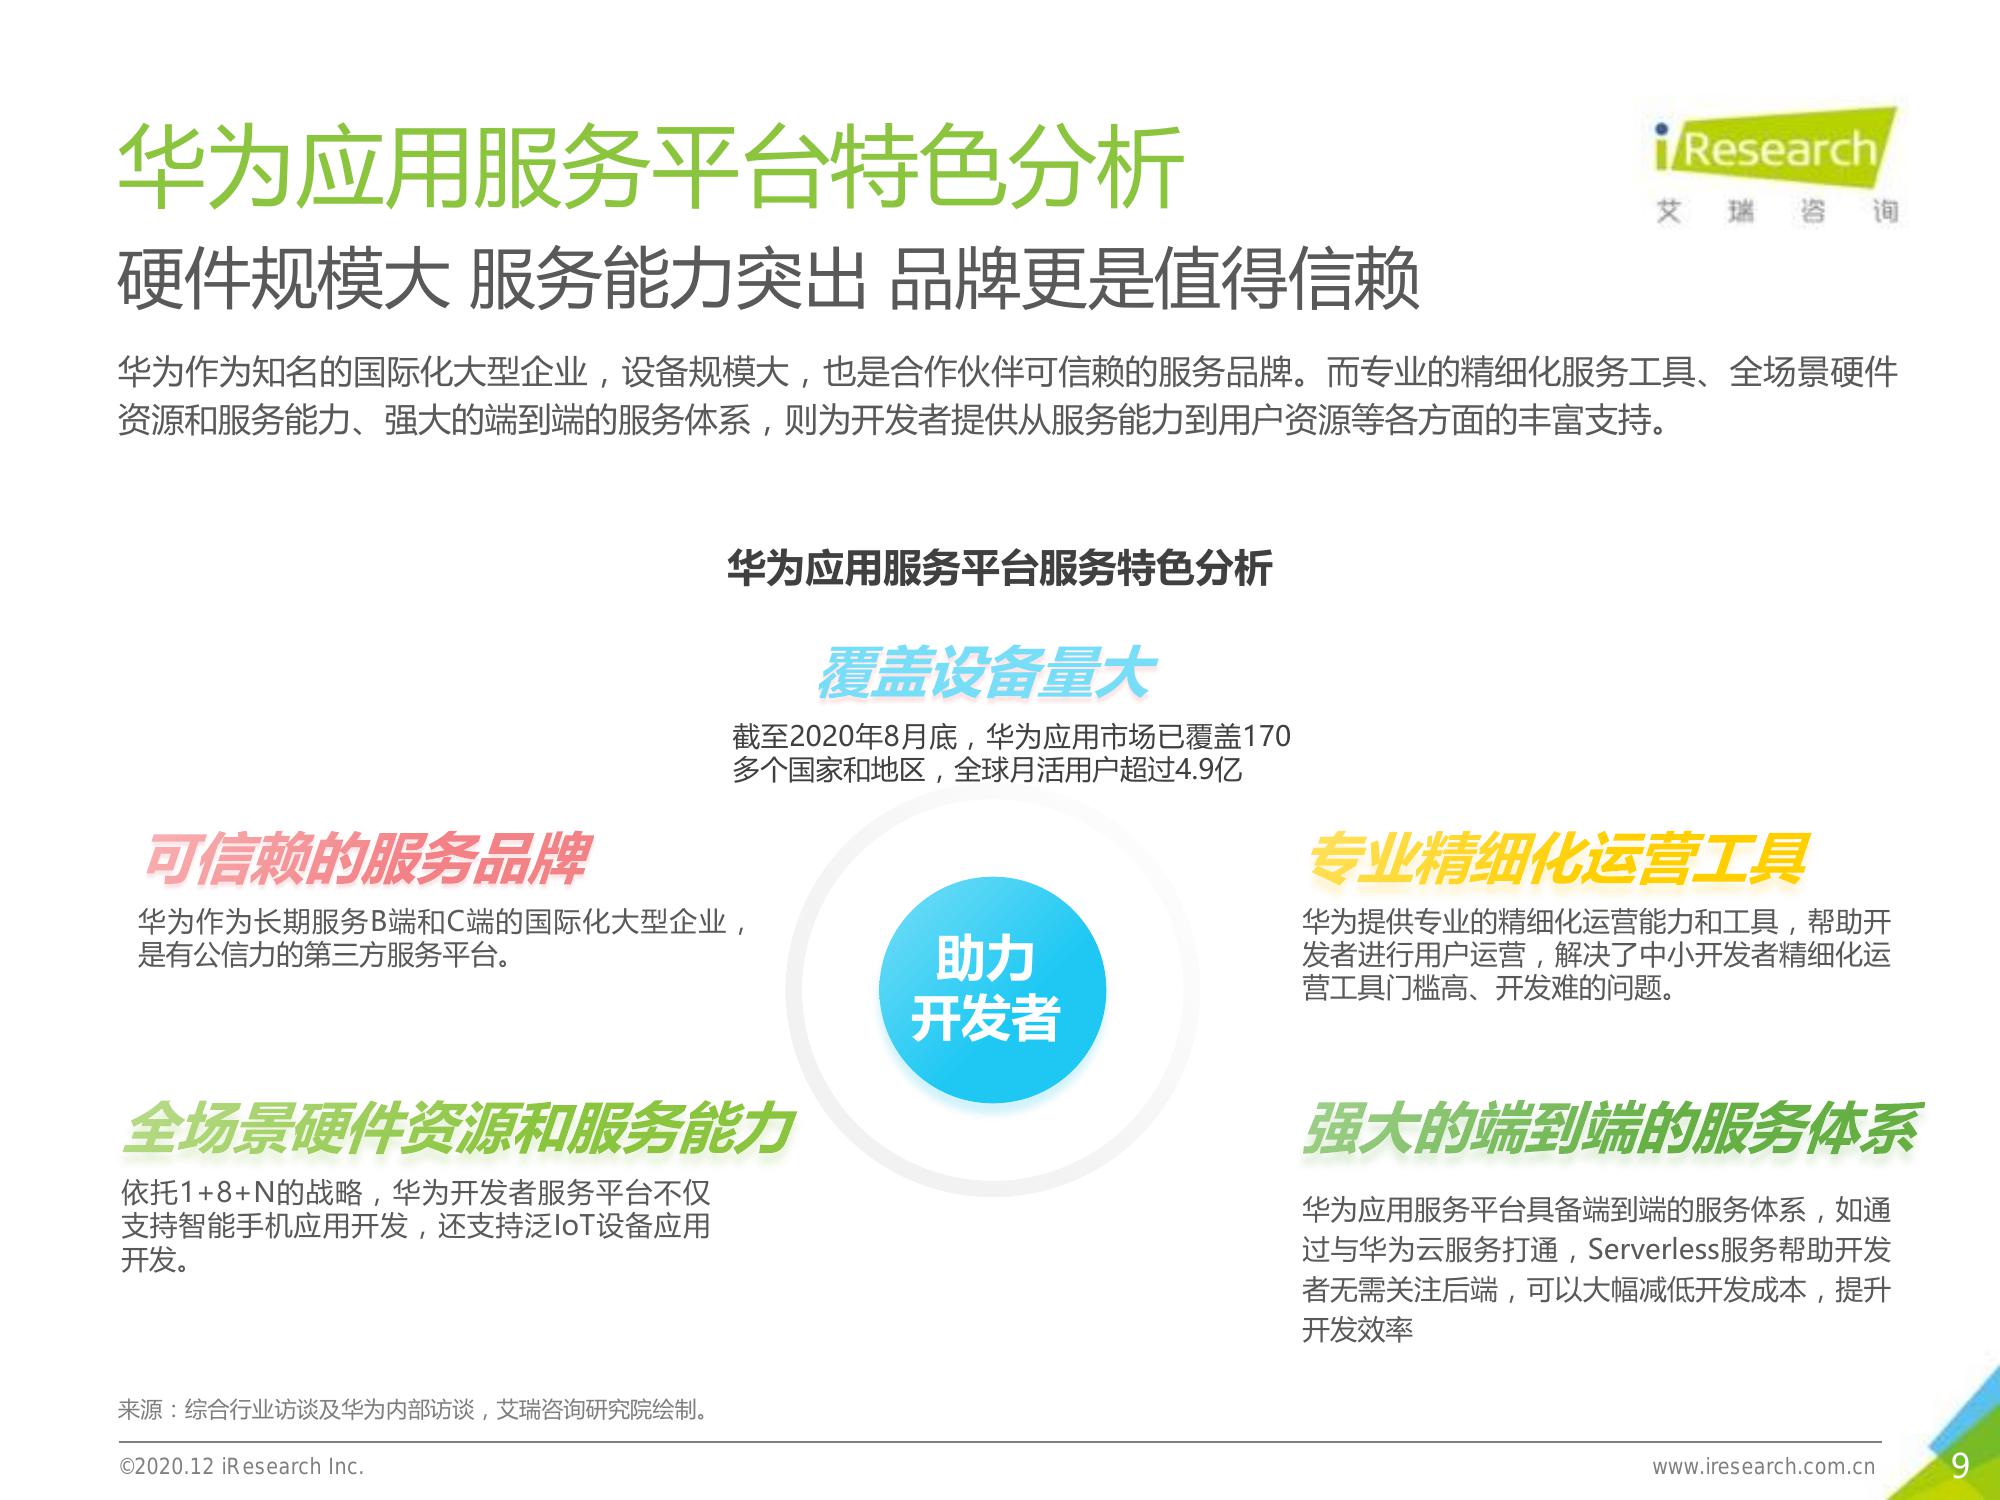 华为应用服务平台特色分析
iResearch
艾瑞咨询
硬件规模大 服务能力突出 品牌更是值得信赖
华为作为知名的国际化大型企业，设备规模大，也是合作伙伴可信赖的服务品牌。而专业的精细化服务工具、全场景硬件
资源和服务能力、强大的端到端的服务体系，则为开发者提供从服务能力到用户资源等各方面的丰富支持。
华为应用服务平台服务特色分析
覆盖设备量大
截至2020年8月底，华为应用市场已覆盖170
多个国家和地区，全球月活用户超过4.9亿
可信赖的服务品牌
华为作为长期服务B端和C端的国际化大型企业，
是有公信力的第三方服务平台。
专业精细化运营工具
华为提供专业的精细化运营能力和工具，帮助开
发者进行用户运营，解决了中小开发者精细化运
营工具门槛高、开发难的问题。
助力
开发者
全场景硬件资源和服务能力
依托1+8+N的战略，华为开发者服务平台不仅
支持智能手机应用开发，还支持泛IoT设备应用
开发。
强大的端到端的服务体系
华为应用服务平台具备端到端的服务体系，如通
过与华为云服务打通，Serverless服务帮助开发
者无需关注后端，可以大幅减低开发成本，提升
开发效率
来源：综合行业访谈及华为内部访谈，艾瑞咨询研究院绘制。
©2020.12 iResearch Inc.
www.iresearch.com.cn
9